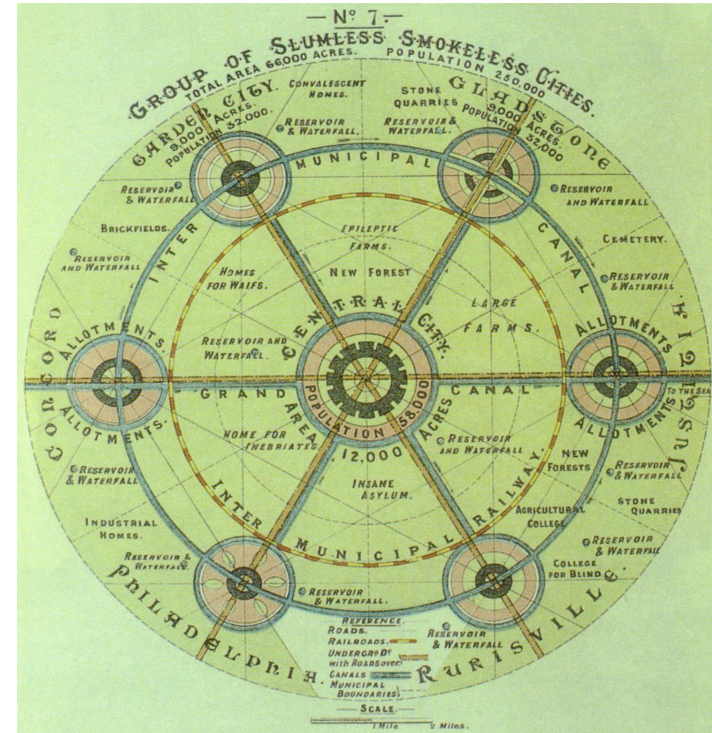 — Nº 7. —
GROUP OF SLUMLESS SMOKELESS CITIES.
TOTAL AREA 66,000 ACRES. POPULATION 250,000
GARDEN CITY.
9,000 ACRES.
POPULATION 32,000.
CONVALESCENT
HOMES.
STONE
QUARRIES
GLADSTONE
9,000 ACRES.
POPULATION
32,000
RESERVOIR
& WATERFALL.
RESERVOIR
& WATERFALL.
INTER MUNICIPAL CANAL
RESERVOIR
& WATERFALL
RESERVOIR
AND WATERFALL
BRICKFIELDS.
EPILEPTIC
FARMS.
CEMETERY.
RESERVOIR
AND WATERFALL
HOMES
FOR WAIFS.
NEW FOREST
RESERVOIR
& WATERFALL
LARGE
FARMS.
CONCORD
ALLOTMENTS.
RESERVOIR AND
WATERFALL.
CENTRAL CITY.
ALLOTMENTS
JUSTITIA
GRAND CANAL
TO THE SEA
POPULATION 58,000
AREA 12,000 ACRES
ALLOTMENTS.
ALLOTMENTS
HOME FOR
INEBRIATES.
RESERVOIR
AND WATERFALL
NEW
FORESTS
RESERVOIR
& WATERFALL
RESERVOIR
& WATERFALL
INSANE
ASYLUM.
INTER MUNICIPAL RAILWAY.
AGRICULTURAL
COLLEGE
STONE
QUARRIES
INDUSTRIAL
HOMES.
RESERVOIR
& WATERFALL
RESERVOIR &
WATERFALL
COLLEGE
FOR BLIND.
RESERVOIR
& WATERFALL.
PHILADELPHIA.
RURISVILLE.
REFERENCE.
ROADS.
RAILROADS.
UNDERGRD Dº
with ROADS OVER
CANALS
MUNICIPAL
BOUNDARIES
RESERVOIR
& WATERFALL
— SCALE. —
1 Mile 2 Miles.